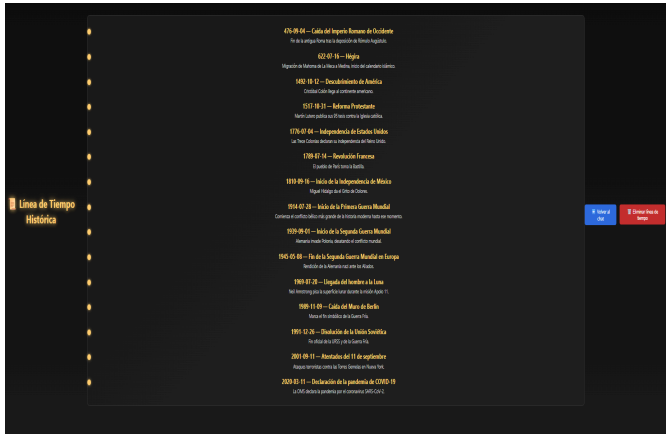 Línea de Tiempo
Histórica
476-09-04 — Caída del Imperio Romano de Occidente
Fin de la antigua Roma tras la deposición de Rómulo Augústulo.
622-07-16 — Hégira
Migración de Mahoma de La Meca a Medina, inicio del calendario islámico.
1492-10-12 — Descubrimiento de América
Cristóbal Colón llega al continente americano.
1517-10-31 — Reforma Protestante
Martín Lutero publica sus 95 tesis contra la Iglesia católica.
1776-07-04 — Independencia de Estados Unidos
Las Trece Colonias declaran su independencia del Reino Unido.
1789-07-14 — Revolución Francesa
El pueblo de París toma la Bastilla.
1810-09-16 — Inicio de la Independencia de México
Miguel Hidalgo da el Grito de Dolores.
1914-07-28 — Inicio de la Primera Guerra Mundial
Comienza el conflicto bélico más grande de la historia moderna hasta ese momento.
1939-09-01 — Inicio de la Segunda Guerra Mundial
Alemania invade Polonia, desatando el conflicto mundial.
1945-05-08 — Fin de la Segunda Guerra Mundial en Europa
Rendición de la Alemania nazi ante los Aliados.
1969-07-20 — Llegada del hombre a la Luna
Neil Armstrong pisa la superficie lunar durante la misión Apolo 11.
1989-11-09 — Caída del Muro de Berlín
Marca el fin simbólico de la Guerra Fría.
1991-12-26 — Disolución de la Unión Soviética
Fin oficial de la URSS y de la Guerra Fría.
2001-09-11 — Atentados del 11 de septiembre
Ataques terroristas contra las Torres Gemelas en Nueva York.
2020-03-11 — Declaración de la pandemia de COVID-19
La OMS declara la pandemia por el coronavirus SARS-CoV-2.
Volver al
chat
Eliminar línea de
tiempo